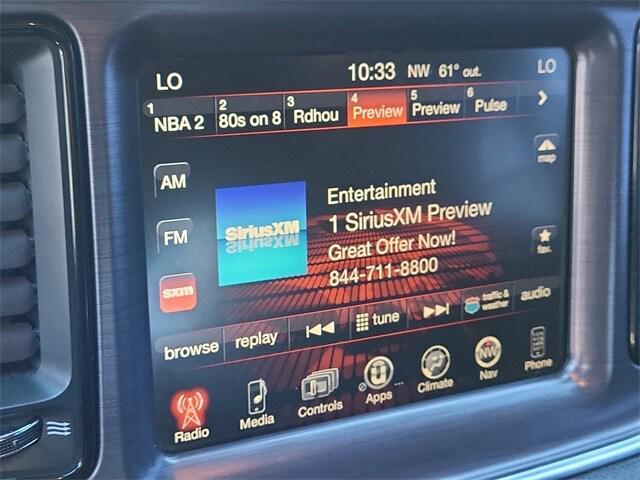 LO 10:33 NW 61° out. LO
1 NBA 2 2 80s on 8 3 Rdhou 4 Preview 5 Preview 6 Pulse
AM
map
Entertainment
SiriusXM
1 SiriusXM Preview
FM
Great Offer Now!
fav.
844-711-8800
sxm
browse replay tune traffic & weather audio
Radio Media Controls Apps Climate Nav Phone
NW